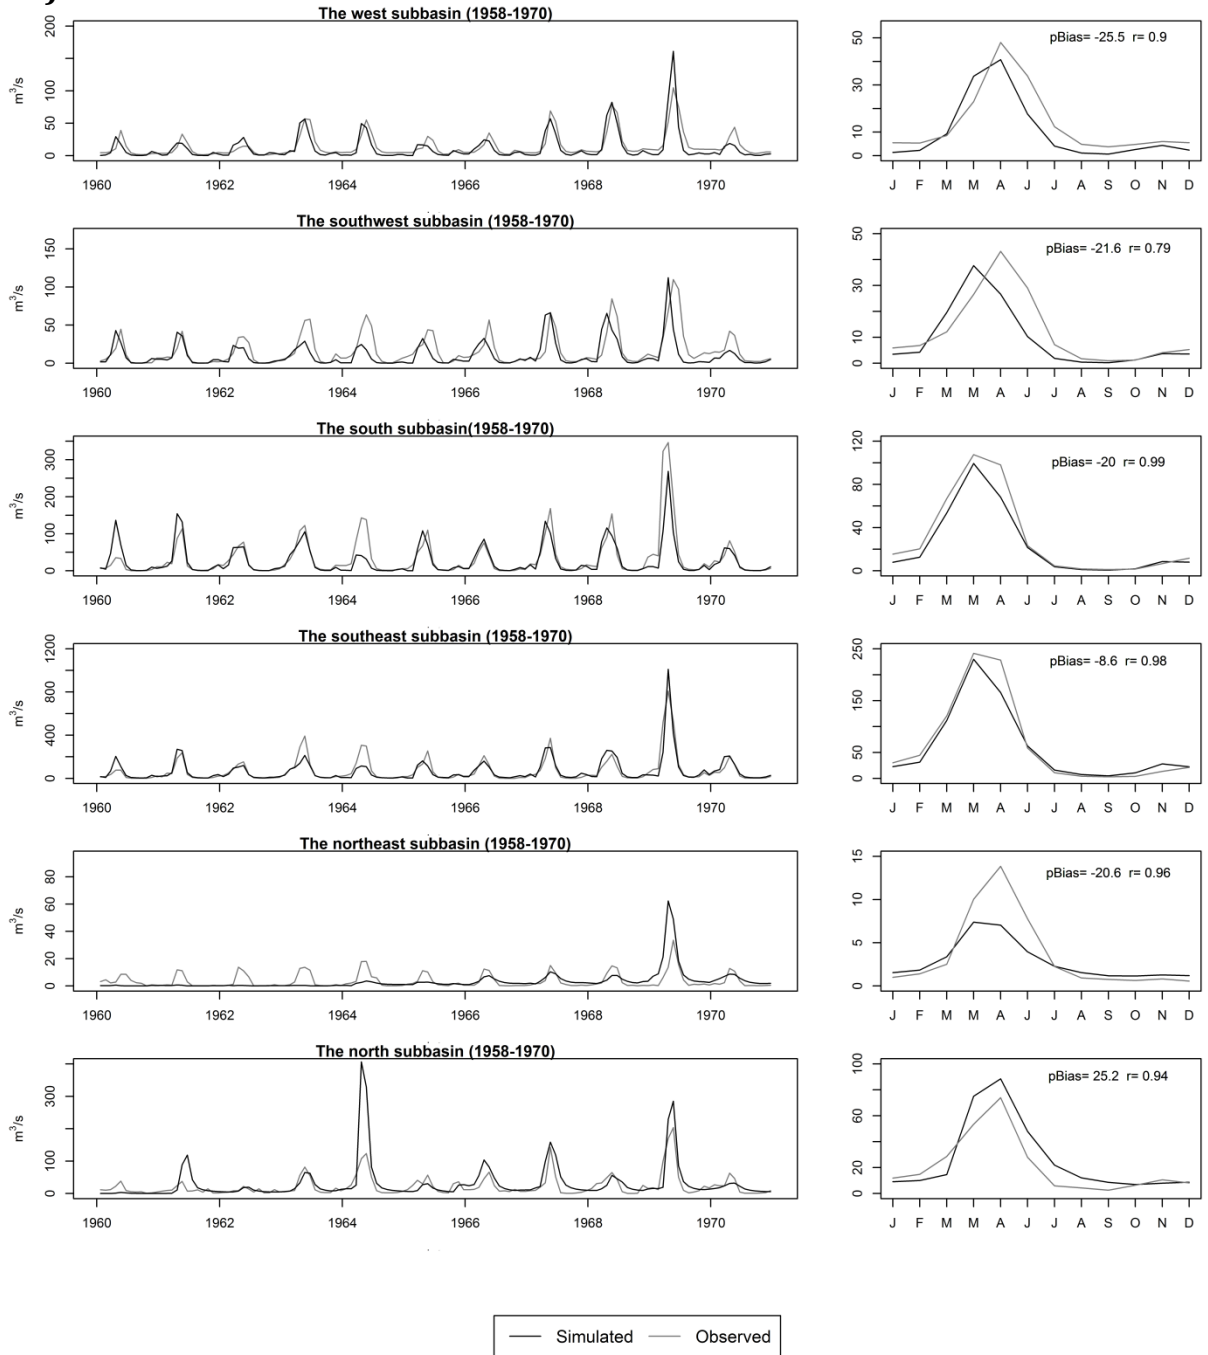 The west subbasin (1958-1970)
m³/s
0 50 100 200
1960 1962 1964 1966 1968 1970
pBias= -25.5 r= 0.9
0 10 30 50
J F M M A J J A S O N D
The southwest subbasin (1958-1970)
m³/s
0 50 100 150
1960 1962 1964 1966 1968 1970
pBias= -21.6 r= 0.79
0 10 30 50
J F M M A J J A S O N D
The south subbasin(1958-1970)
m³/s
0 100 200 300
1960 1962 1964 1966 1968 1970
pBias= -20 r= 0.99
0 40 80 120
J F M M A J J A S O N D
The southeast subbasin (1958-1970)
m³/s
0 400 800 1200
1960 1962 1964 1966 1968 1970
pBias= -8.6 r= 0.98
0 50 150 250
J F M M A J J A S O N D
The northeast subbasin (1958-1970)
m³/s
0 20 40 60 80
1960 1962 1964 1966 1968 1970
pBias= -20.6 r= 0.96
0 5 10 15
J F M M A J J A S O N D
The north subbasin (1958-1970)
m³/s
0 100 300
1960 1962 1964 1966 1968 1970
pBias= 25.2 r= 0.94
0 20 60 100
J F M M A J J A S O N D
Simulated Observed